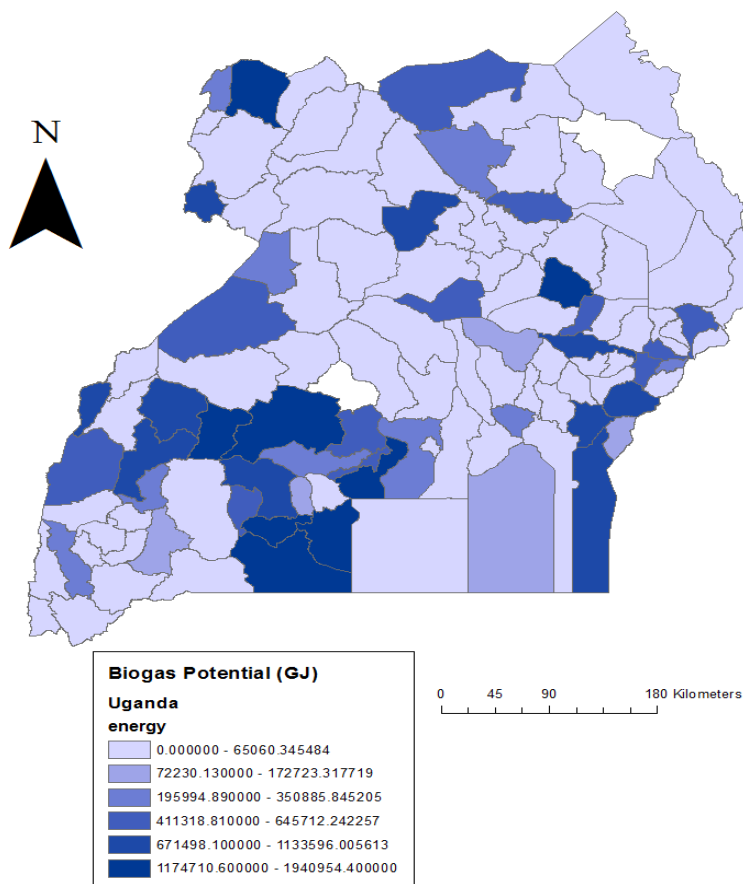 N
Biogas Potential (GJ)
Uganda
energy
0.000000 - 65060.345484
72230.130000 - 172723.317719
195994.890000 - 350885.845205
411318.810000 - 645712.242257
671498.100000 - 1133596.005613
1174710.600000 - 1940954.400000
0 45 90 180 Kilometers